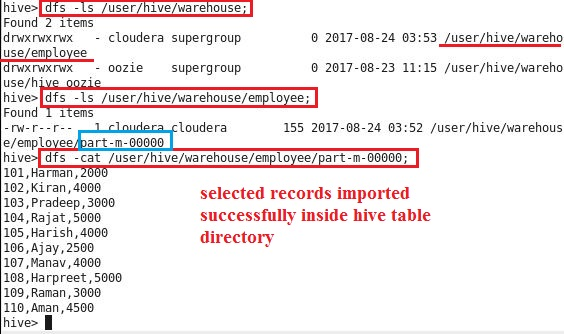 hive> dfs -ls /user/hive/warehouse;
Found 2 items
drwxrwxrwx   - cloudera supergroup          0 2017-08-24 03:53 /user/hive/wareho
use/employee
drwxrwxrwx   - oozie    supergroup          0 2017-08-23 11:15 /user/hive/wareho
use/hive_oozie
hive> dfs -ls /user/hive/warehouse/employee;
Found 1 items
-rw-r--r--   1 cloudera cloudera        155 2017-08-24 03:52 /user/hive/warehous
e/employee/part-m-00000
hive> dfs -cat /user/hive/warehouse/employee/part-m-00000;
101,Harman,2000
102,Kiran,4000
103,Pradeep,3000
104,Rajat,5000
105,Harish,4000
106,Ajay,2500
107,Manav,4000
108,Harpreet,5000
109,Raman,3000
110,Aman,4500
hive>
selected records imported
successfully inside hive table
directory